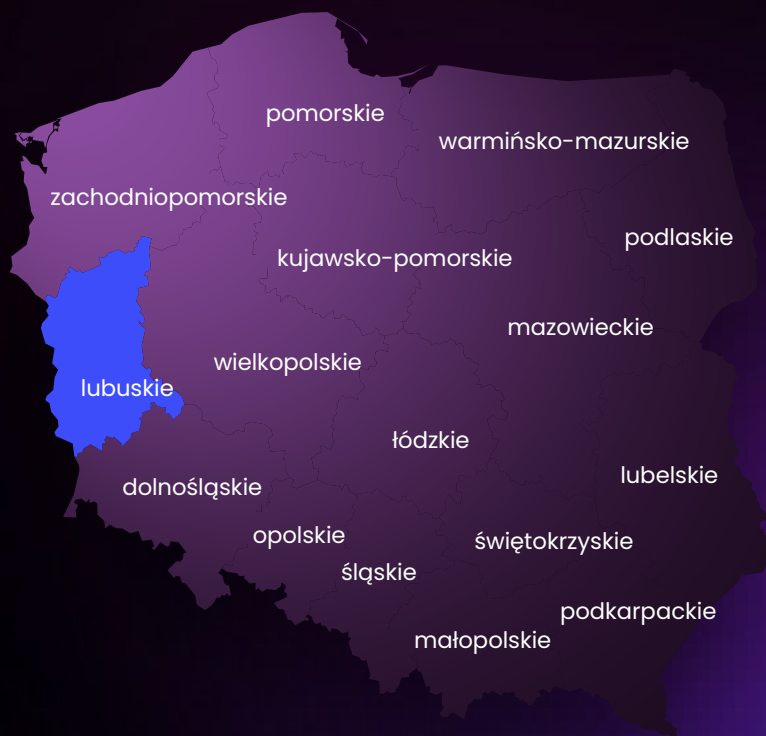 pomorskie
warmińsko-mazurskie
zachodniopomorskie
podlaskie
kujawsko-pomorskie
mazowieckie
wielkopolskie
lubuskie
łódzkie
lubelskie
dolnośląskie
opolskie
świętokrzyskie
śląskie
podkarpackie
małopolskie